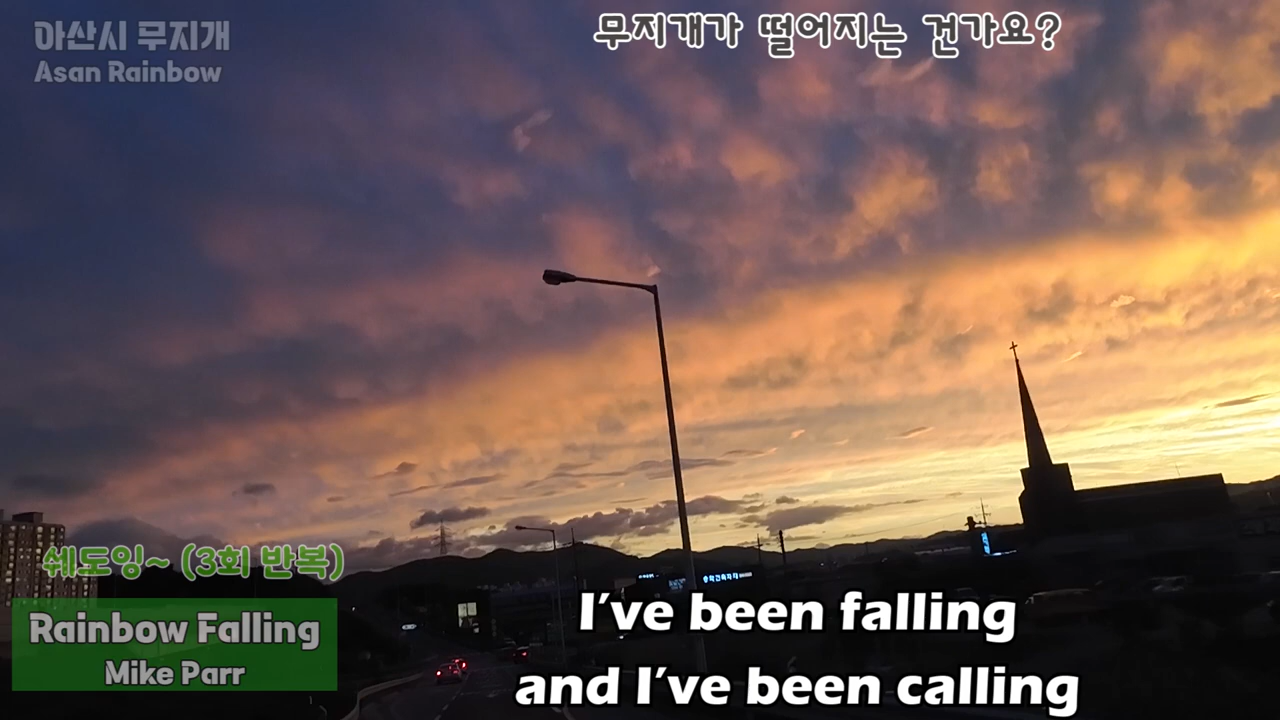 아산시 무지개
Asan Rainbow
무지개가 떨어지는 건가요?
쉐도잉~ (3회 반복)
Rainbow Falling
Mike Parr
I've been falling
and I've been calling